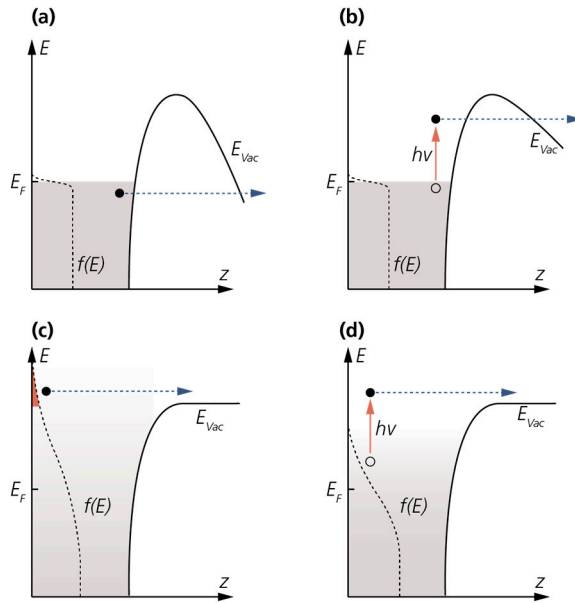 (a)
E
E_F
f(E)
E_Vac
z
(b)
E
E_F
hν
f(E)
E_Vac
z
(c)
E
E_F
f(E)
E_Vac
z
(d)
E
E_F
hν
f(E)
E_Vac
z